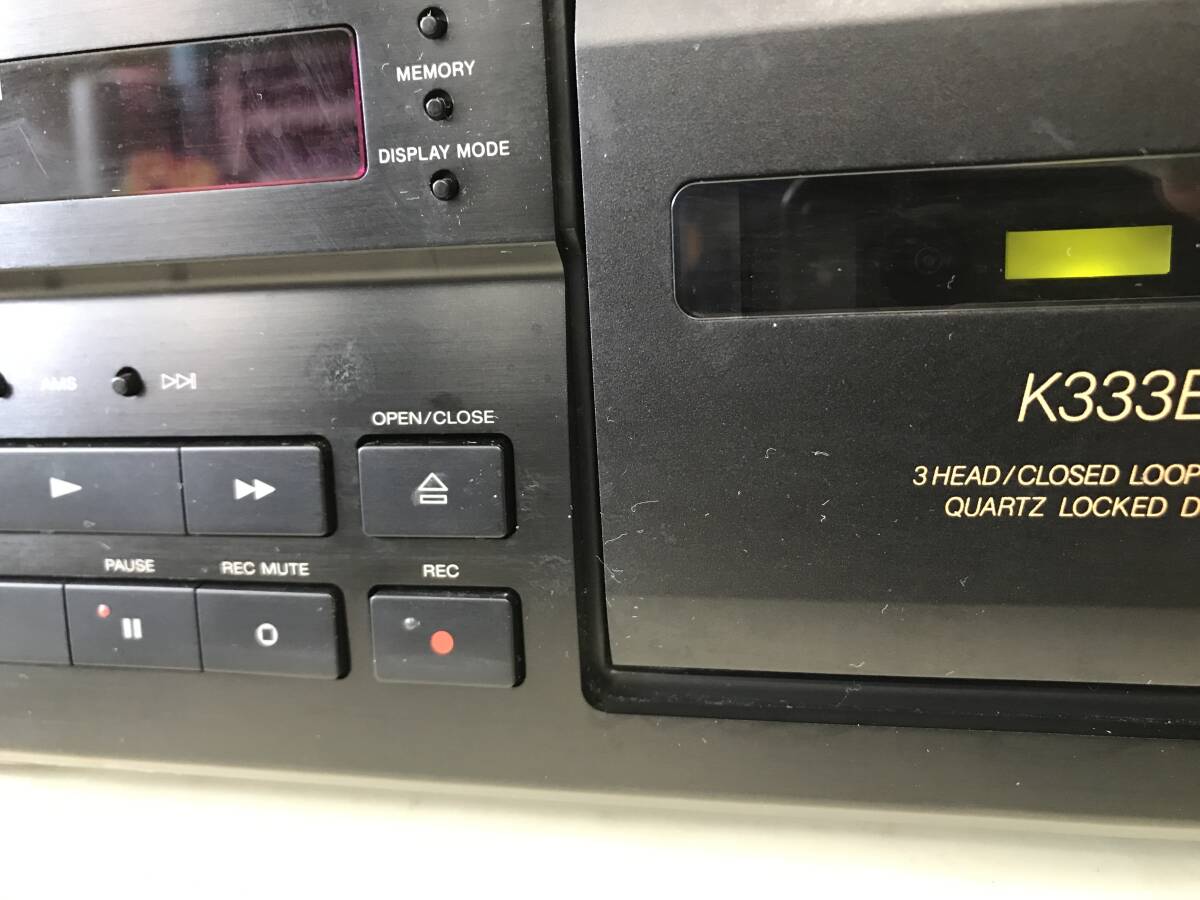 MEMORY
DISPLAY MODE
AMS
OPEN/CLOSE
PAUSE
REC MUTE
REC
K333E
3 HEAD/CLOSED LOOP
QUARTZ LOCKED D